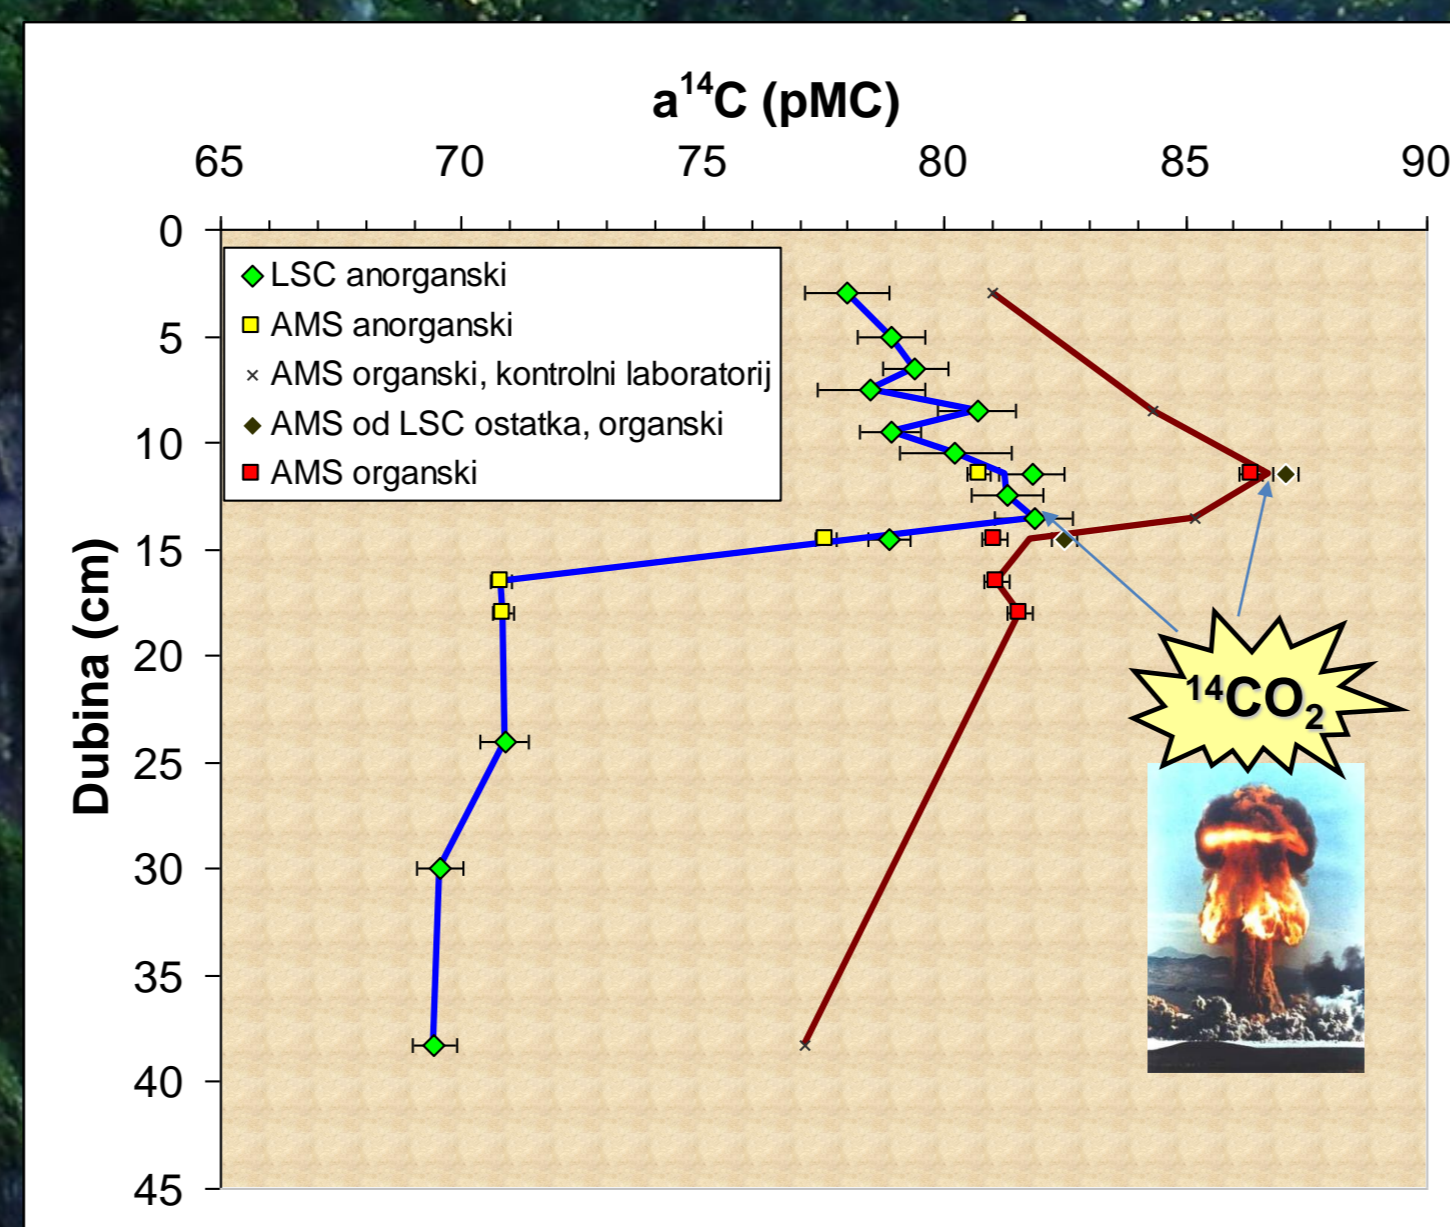 a¹⁴C (pMC)
65 70 75 80 85 90
0
5
10
15
20
25
30
35
40
45
Dubina (cm)
LSC anorganski
AMS anorganski
AMS organski, kontrolni laboratorij
AMS od LSC ostatka, organski
AMS organski
¹⁴CO₂